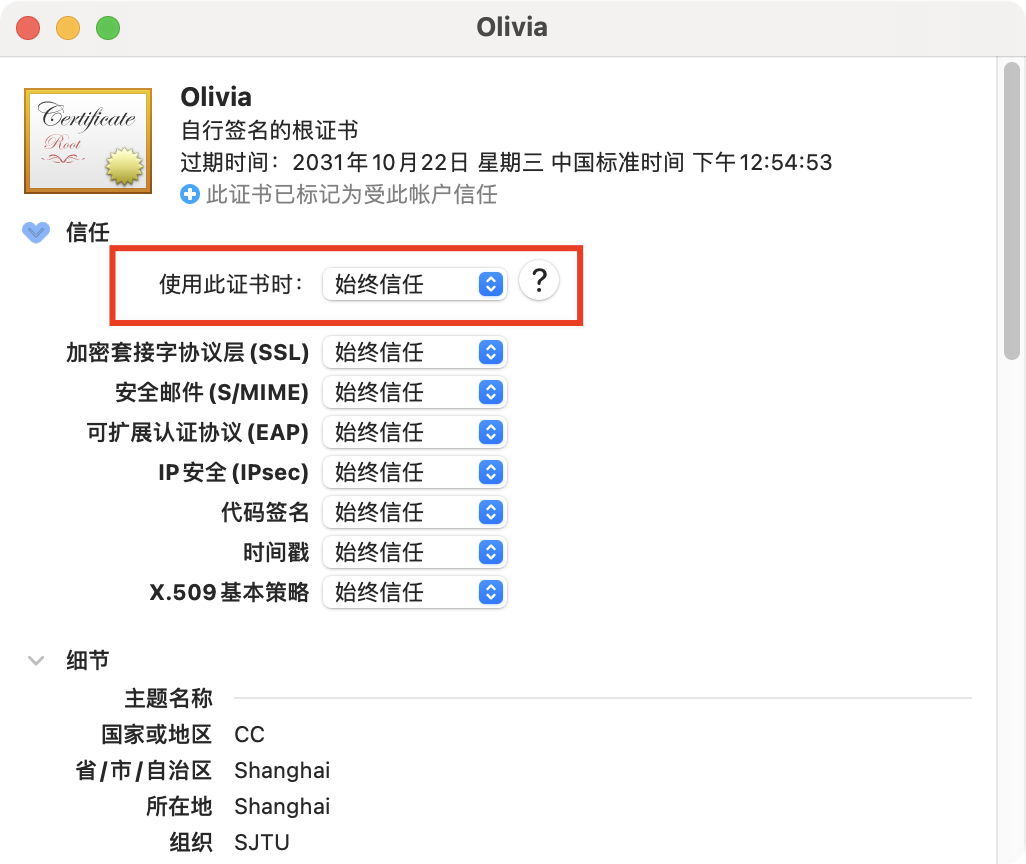 Olivia
Certificate
Root
Olivia
自行签名的根证书
过期时间：2031年10月22日 星期三 中国标准时间 下午12:54:53
此证书已标记为受此帐户信任
信任
使用此证书时： 始终信任 ?
加密套接字协议层 (SSL) 始终信任
安全邮件 (S/MIME) 始终信任
可扩展认证协议 (EAP) 始终信任
IP 安全 (IPsec) 始终信任
代码签名 始终信任
时间戳 始终信任
X.509 基本策略 始终信任
细节
主题名称
国家或地区 CC
省/市/自治区 Shanghai
所在地 Shanghai
组织 SJTU